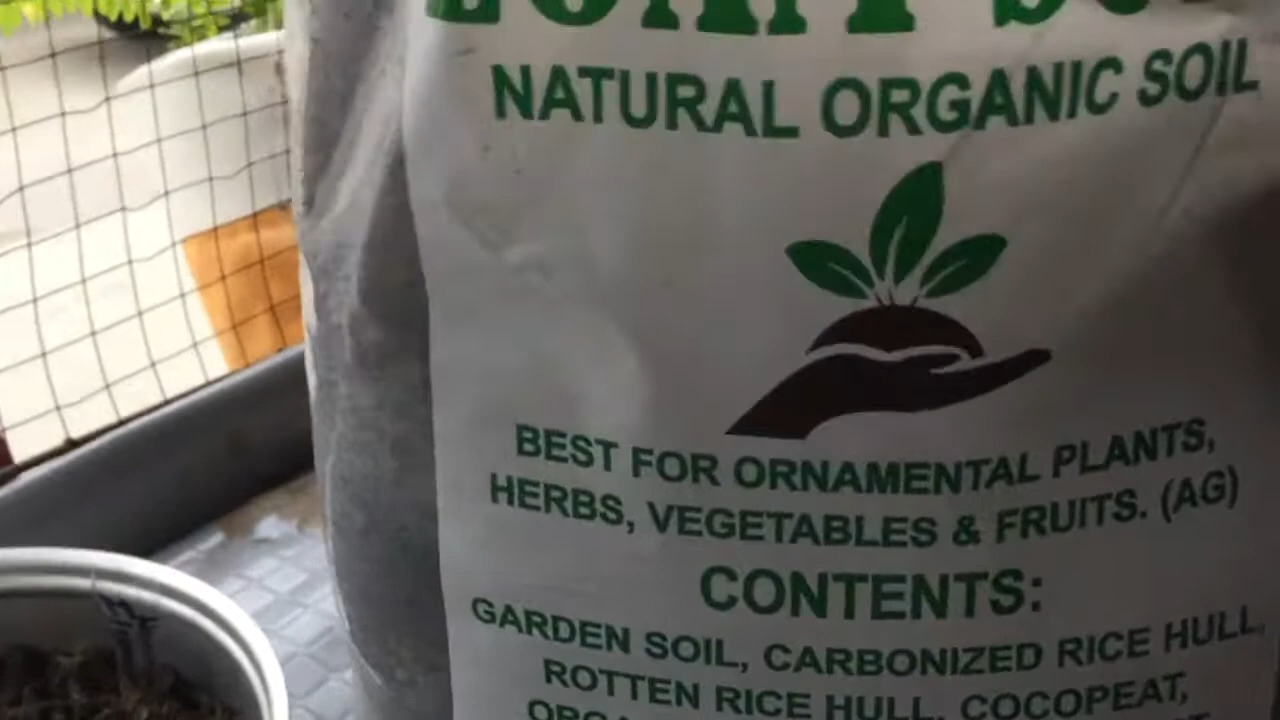 NATURAL ORGANIC SOIL
BEST FOR ORNAMENTAL PLANTS,
HERBS, VEGETABLES & FRUITS. (AG)
CONTENTS:
GARDEN SOIL, CARBONIZED RICE HULL,
ROTTEN RICE HULL, COCOPEAT,